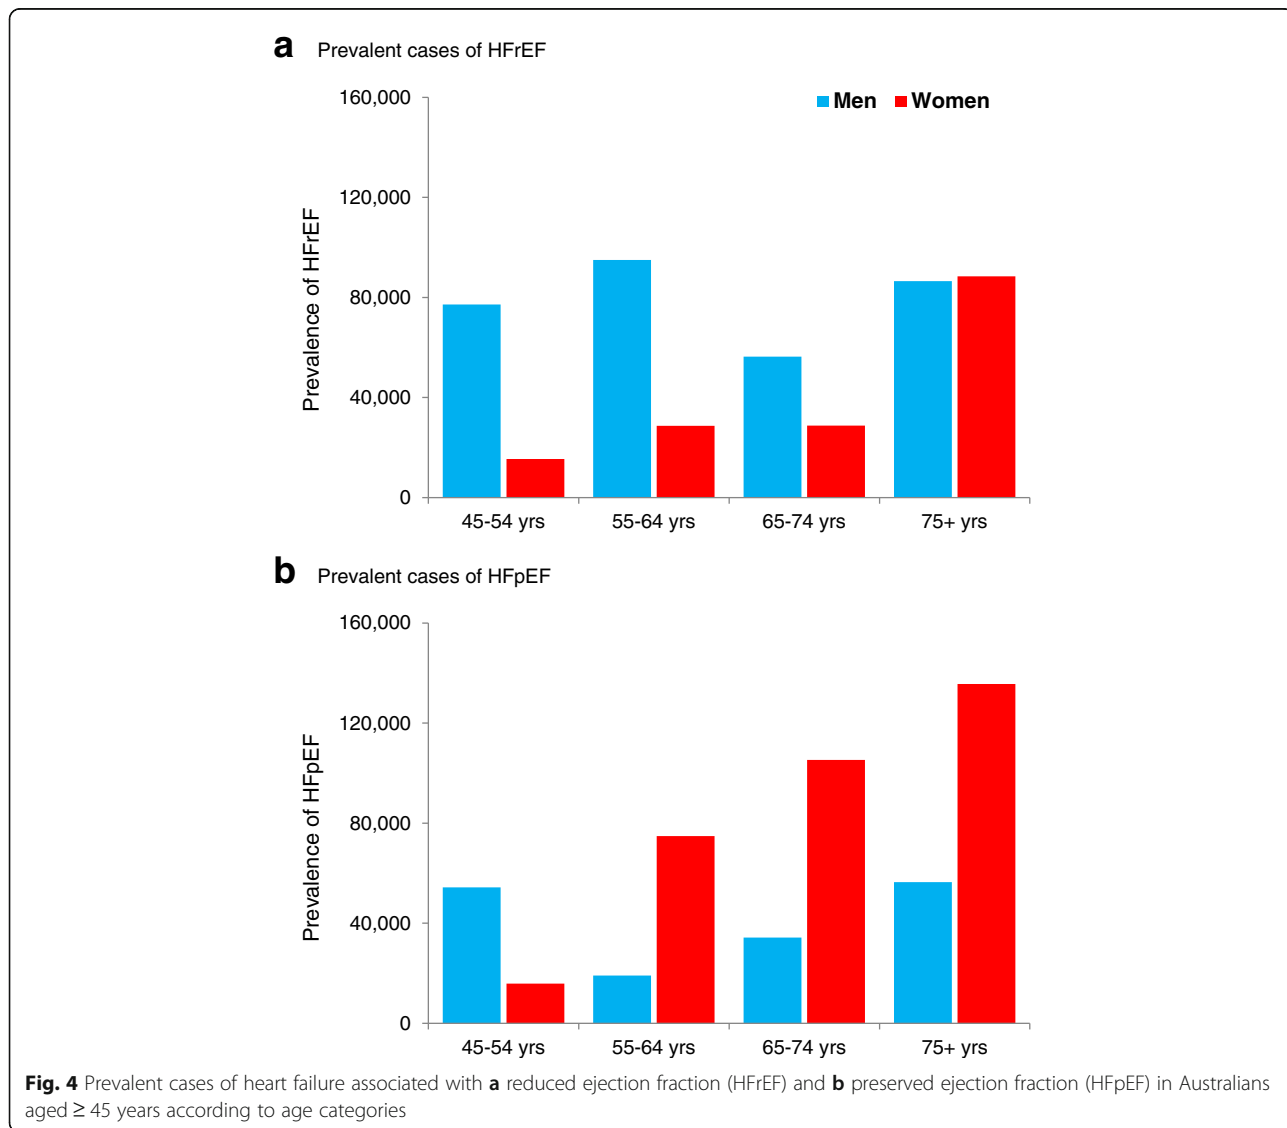 a Prevalent cases of HFrEF
160,000
Men Women
120,000
Prevalence of HFrEF
80,000
40,000
0
45-54 yrs 55-64 yrs 65-74 yrs 75+ yrs
b Prevalent cases of HFpEF
160,000
120,000
Prevalence of HFpEF
80,000
40,000
0
45-54 yrs 55-64 yrs 65-74 yrs 75+ yrs
Fig. 4 Prevalent cases of heart failure associated with a reduced ejection fraction (HFrEF) and b preserved ejection fraction (HFpEF) in Australians
aged ≥ 45 years according to age categories